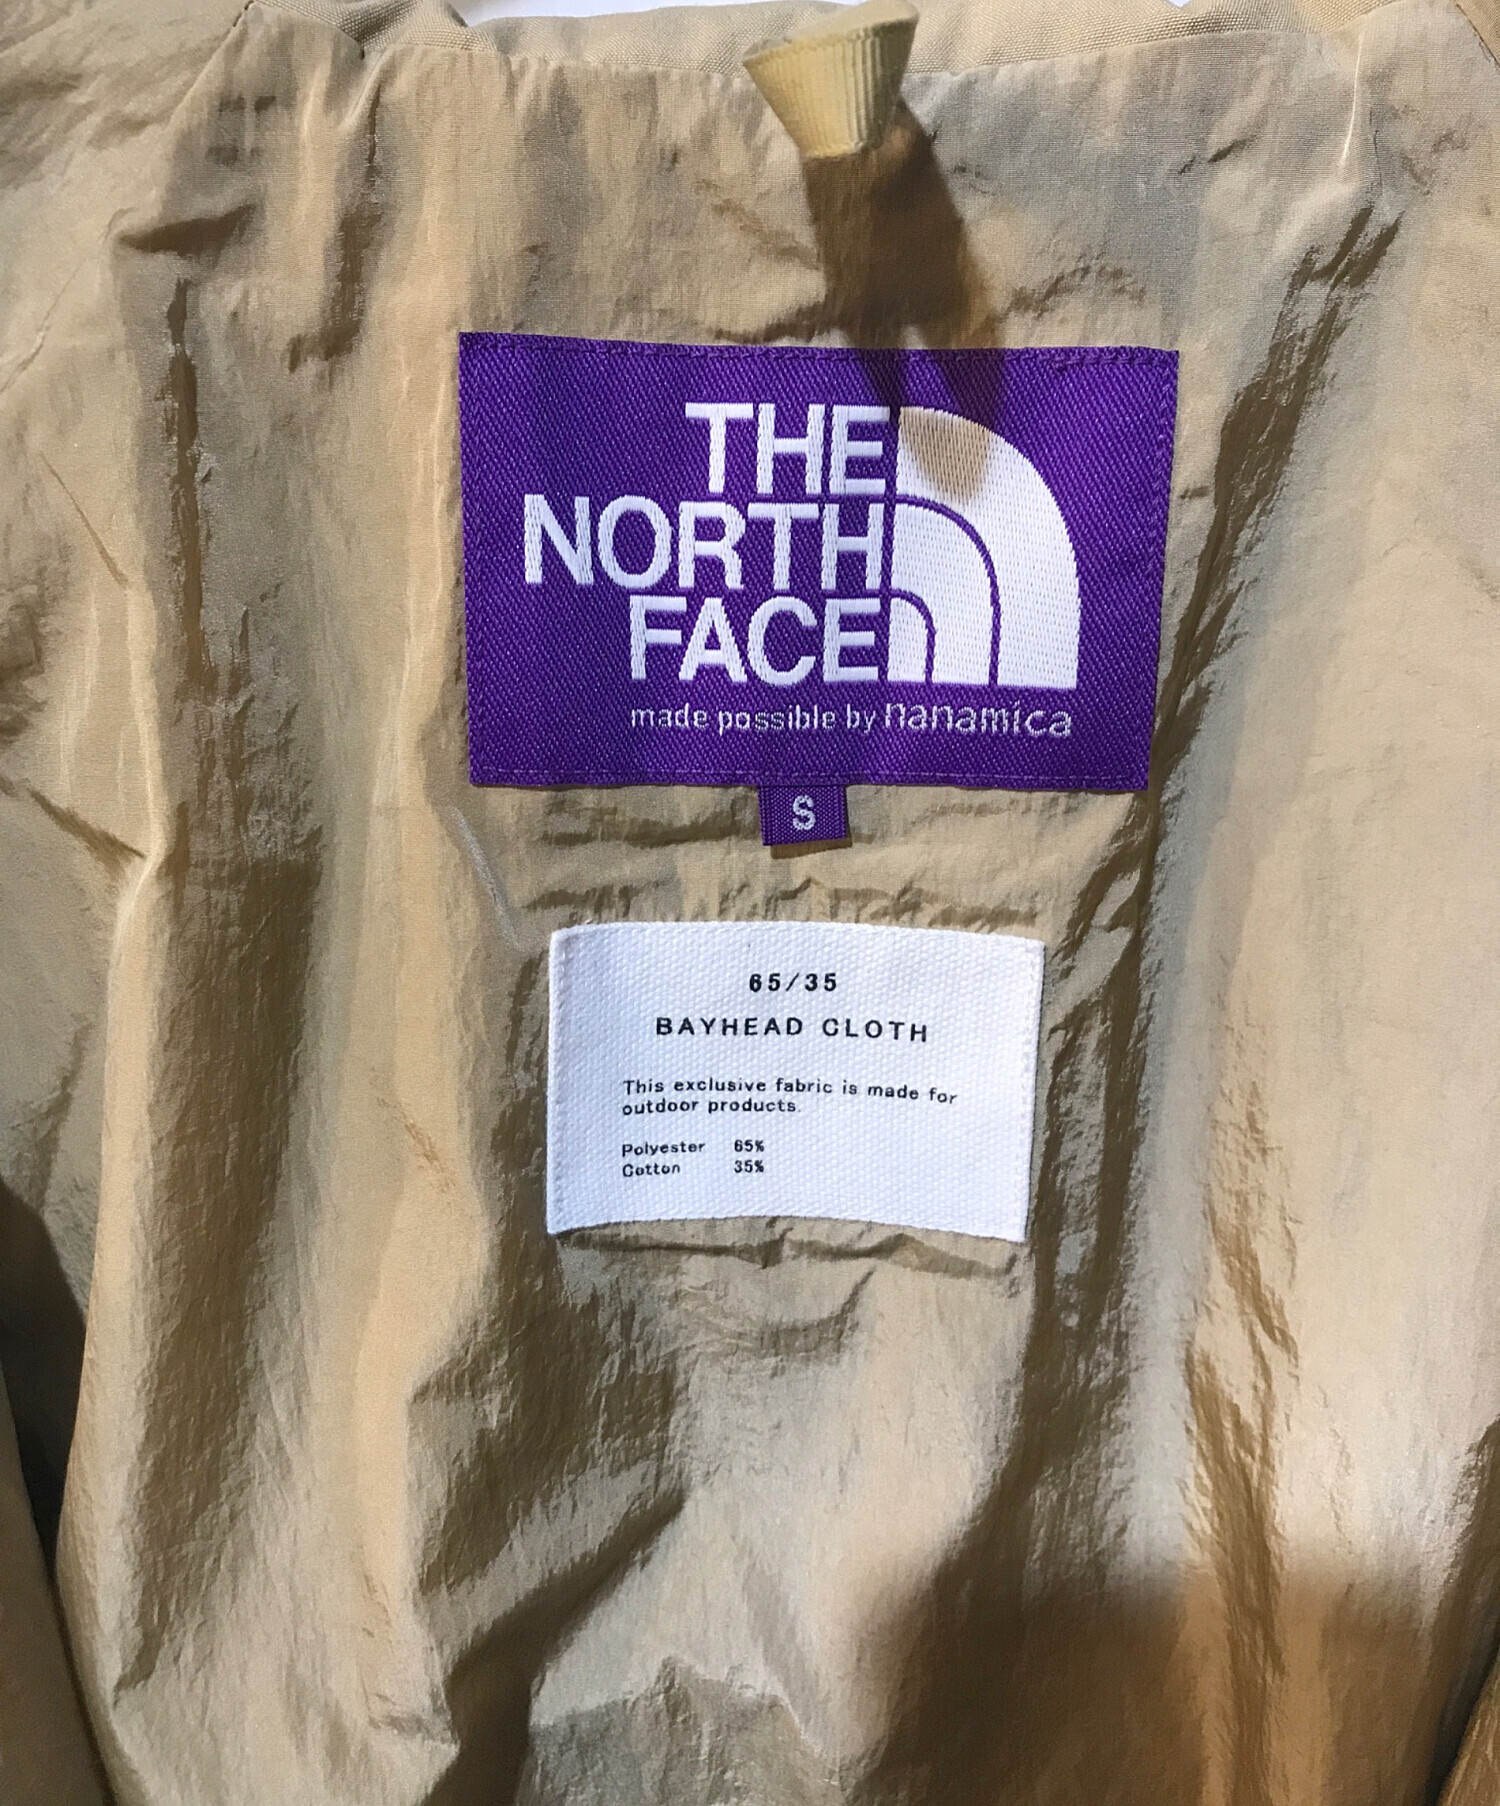 THE
NORTH
FACE
made possible by nanamica
S
65/35
BAYHEAD CLOTH
This exclusive fabric is made for
outdoor products.
Polyester 65%
Cotton 35%